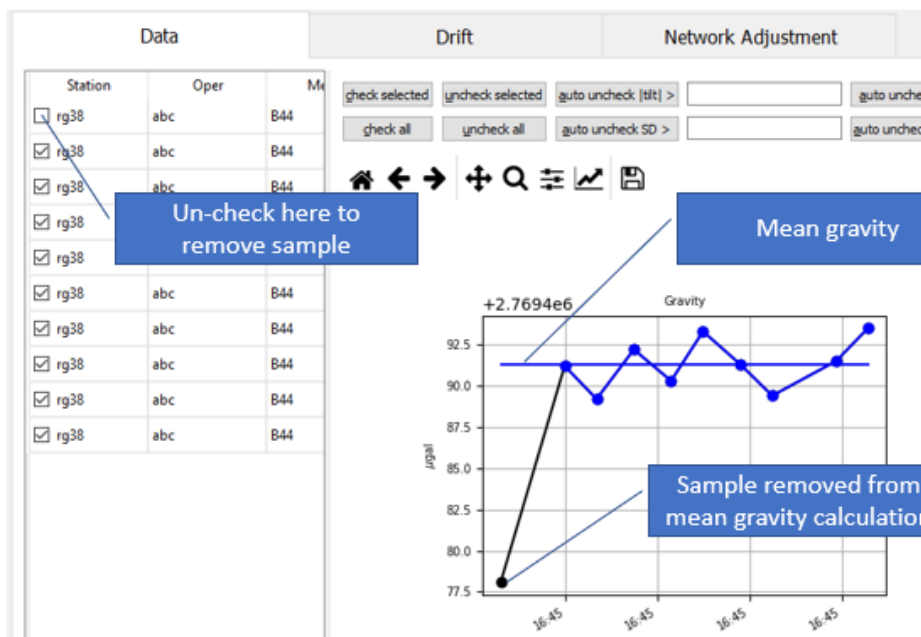 Data Drift Network Adjustment
Station Oper Me
check selected uncheck selected auto uncheck |tilt| > auto unche
rg38 abc B44
check all uncheck all auto uncheck SD > auto unchec
rg38 abc B44
rg38 abc B44
rg38
Un-check here to
remove sample
rg38
Mean gravity
rg38 abc B44
rg38 abc B44
rg38 abc B44
rg38 abc B44
rg38 abc B44
+2.7694e6 Gravity
92.5
90.0
87.5
85.0
82.5
80.0
77.5
µgal
Sample removed from
mean gravity calculation
16:45 16:45 16:45 16:45